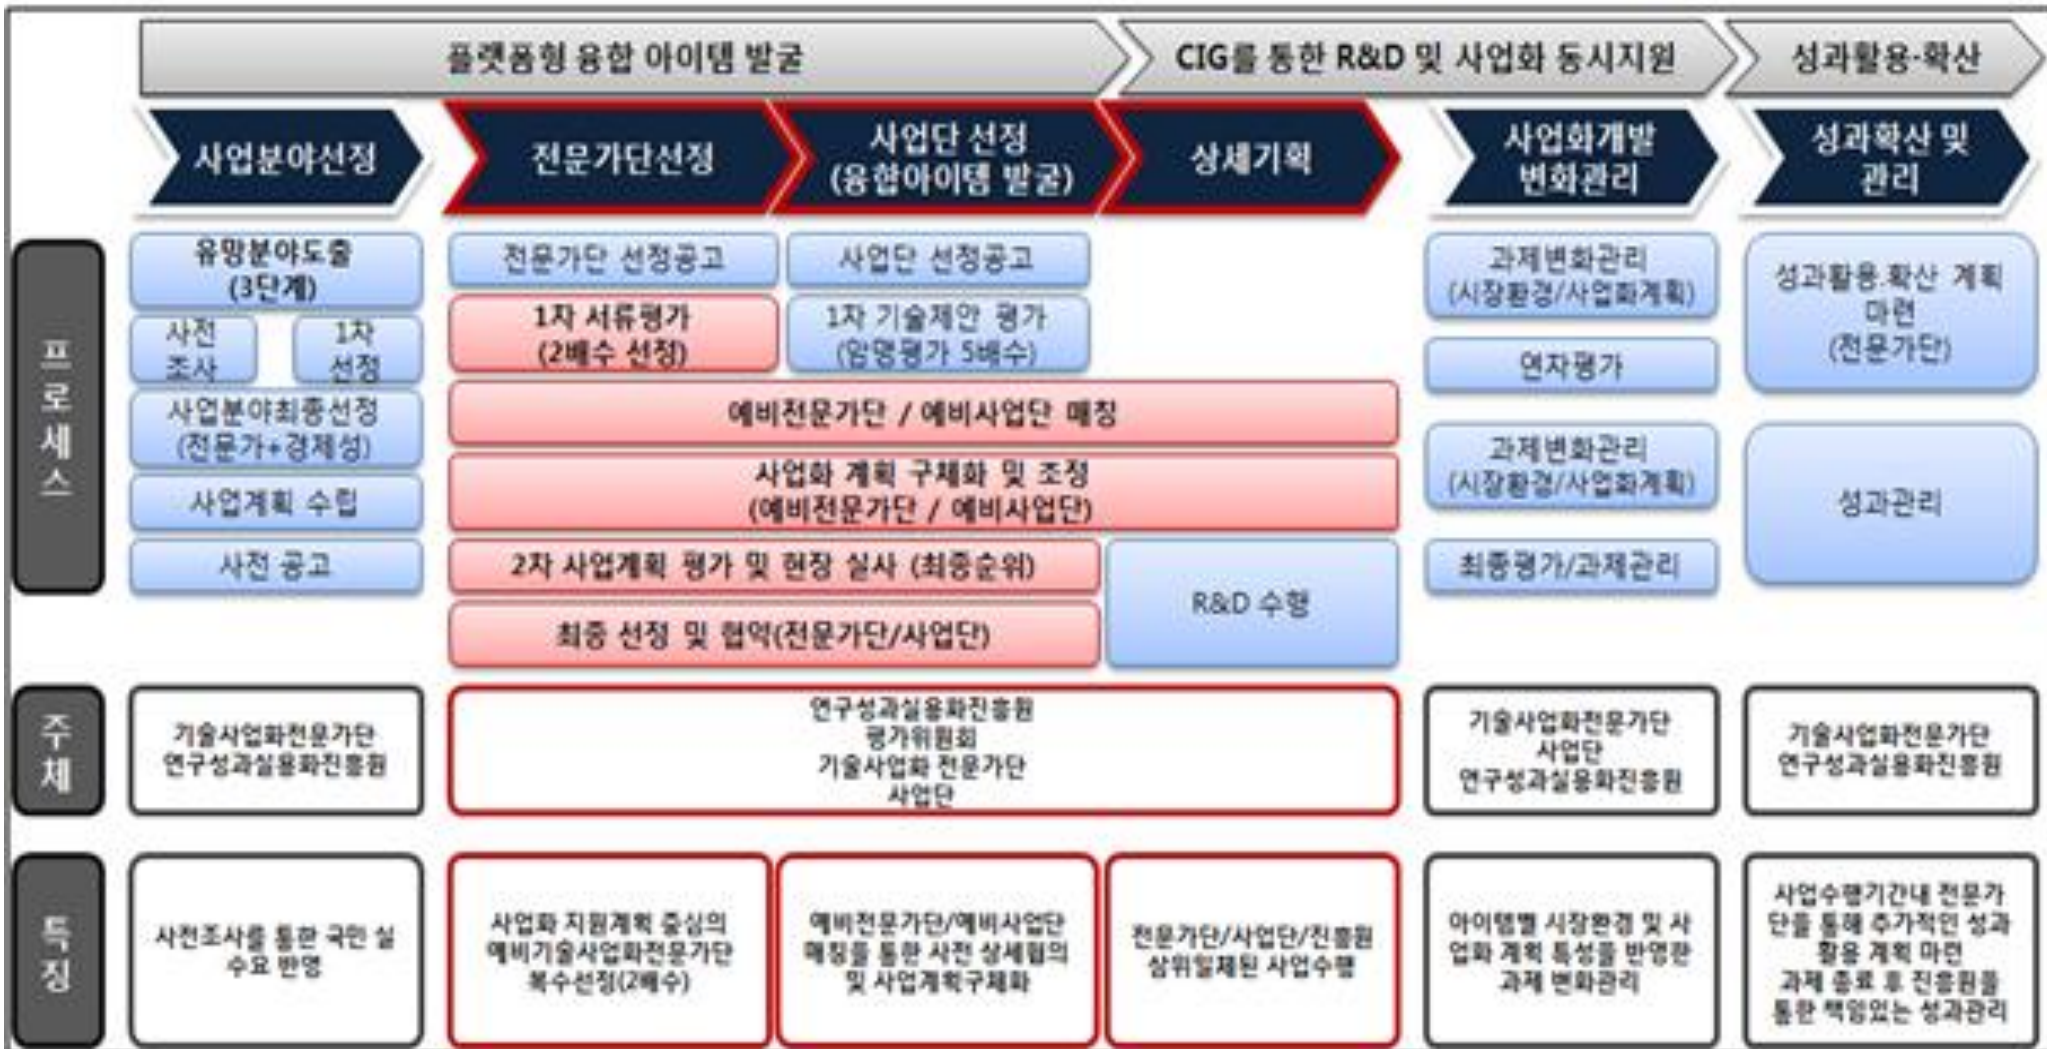 플랫폼형 융합 아이템 발굴
CIG를 통한 R&D 및 사업화 동시지원
성과활용·확산
사업분야선정
전문가단선정
사업단 선정
(융합아이템 발굴)
상세기획
사업화개발
변화관리
성과확산 및
관리
프로세스
유망분야도출
(3단계)
사전
조사
1차
선정
사업분야최종선정
(전문가+경제성)
사업계획 수립
사전 공고
전문가단 선정공고
1차 서류평가
(2배수 선정)
사업단 선정공고
1차 기술제안 평가
(암맹평가 5배수)
예비전문가단 / 예비사업단 매칭
사업화 계획 구체화 및 조정
(예비전문가단 / 예비사업단)
2차 사업계획 평가 및 현장 실사 (최종순위)
최종 선정 및 협약(전문가단/사업단)
R&D 수행
과제변화관리
(시장환경/사업화계획)
연차평가
과제변화관리
(시장환경/사업화계획)
최종평가/과제관리
성과활용.확산 계획
마련
(전문가단)
성과관리
주체
기술사업화전문가단
연구성과실용화진흥원
연구성과실용화진흥원
평가위원회
기술사업화 전문가단
사업단
기술사업화전문가단
사업단
연구성과실용화진흥원
기술사업화전문가단
연구성과실용화진흥원
특징
사전조사를 통한 국민 실
수요 반영
사업화 지원계획 중심의
예비기술사업화전문가단
복수선정(2배수)
예비전문가단/예비사업단
매칭을 통한 사전 상세협의
및 사업계획구체화
전문가단/사업단/진흥원
삼위일체된 사업수행
아이템별 시장환경 및 사
업화 계획 특성을 반영한
과제 변화관리
사업수행기간내 전문가
단을 통해 추가적인 성과
활용 계획 마련
과제 종료 후 진흥원을
통한 책임있는 성과관리